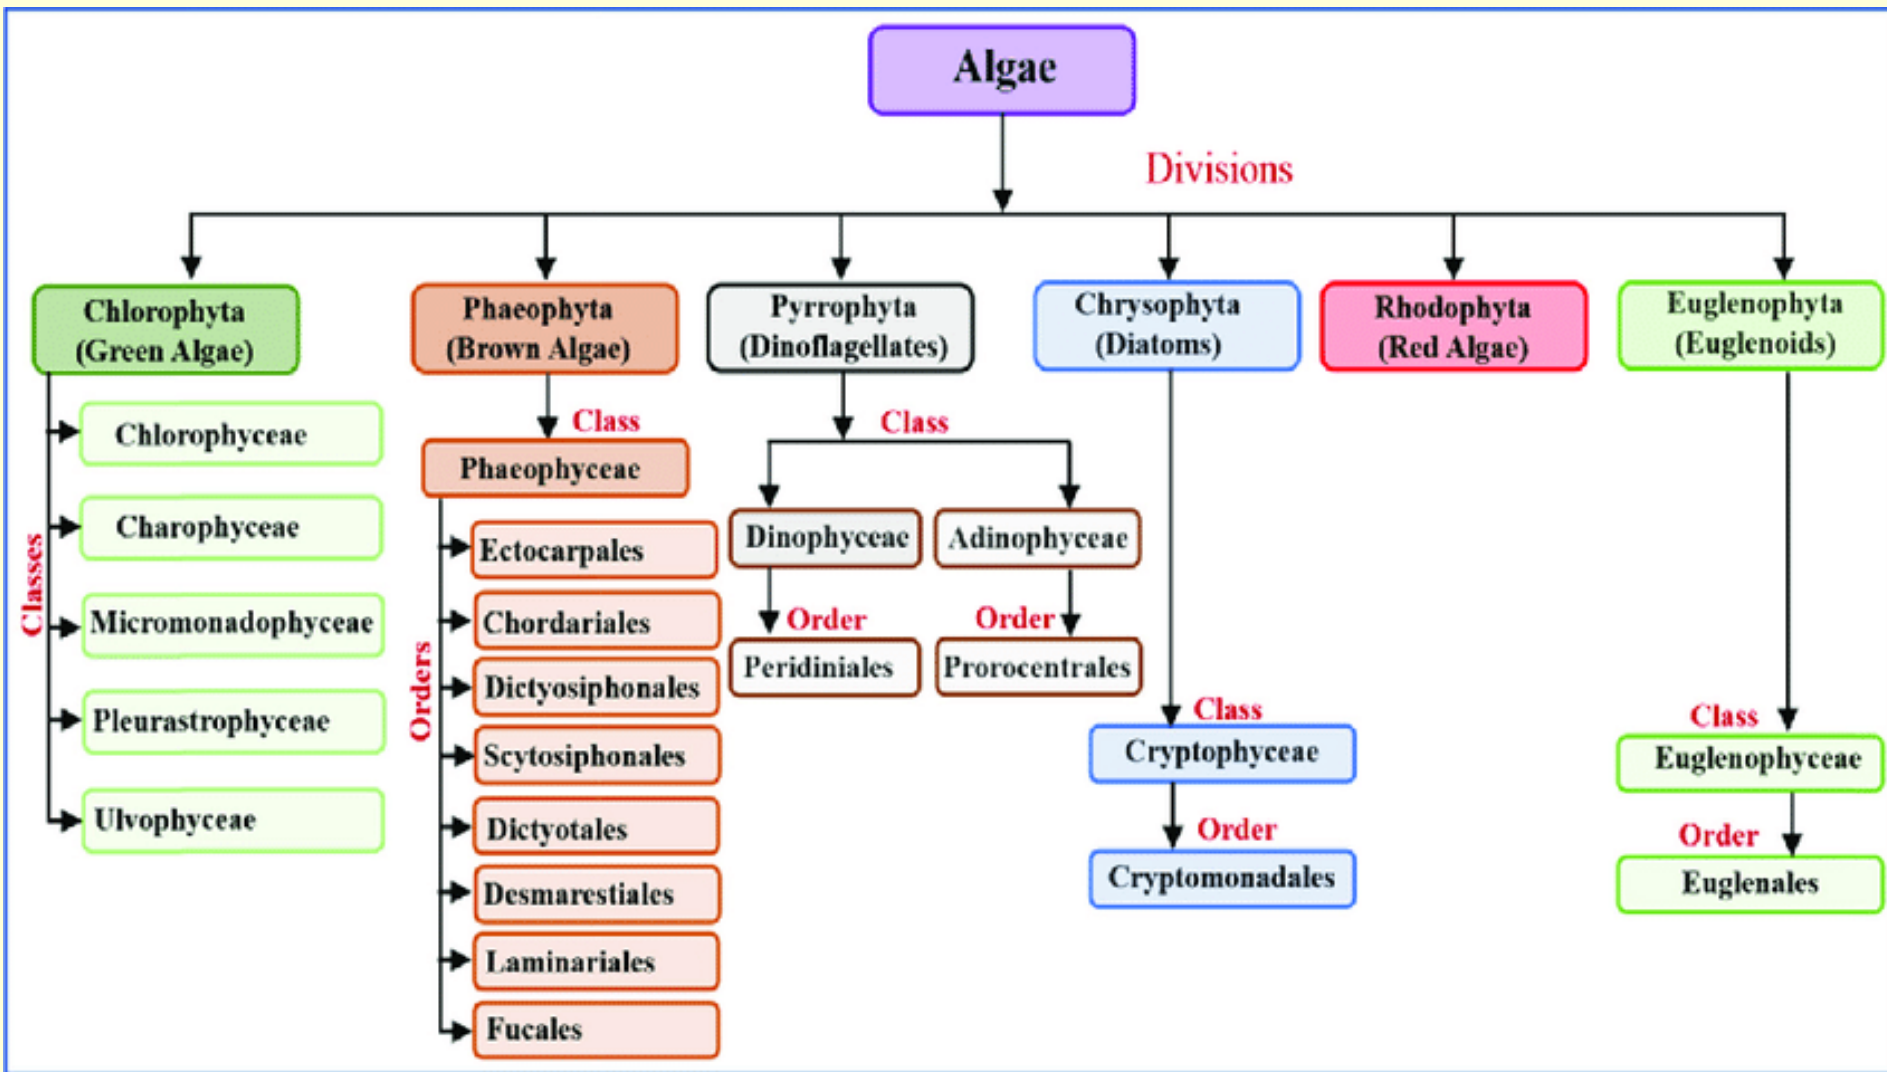 Algae
Divisions
Chlorophyta
(Green Algae)
Phaeophyta
(Brown Algae)
Pyrrophyta
(Dinoflagellates)
Chrysophyta
(Diatoms)
Rhodophyta
(Red Algae)
Euglenophyta
(Euglenoids)
Classes
Chlorophyceae
Charophyceae
Micromonadophyceae
Pleurastrophyceae
Ulvophyceae
Class
Phaeophyceae
Orders
Ectocarpales
Chordariales
Dictyosiphonales
Scytosiphonales
Dictyotales
Desmarestiales
Laminariales
Fucales
Class
Dinophyceae
Adinophyceae
Order
Order
Peridiniales
Prorocentrales
Class
Cryptophyceae
Order
Cryptomonadales
Class
Euglenophyceae
Order
Euglenales